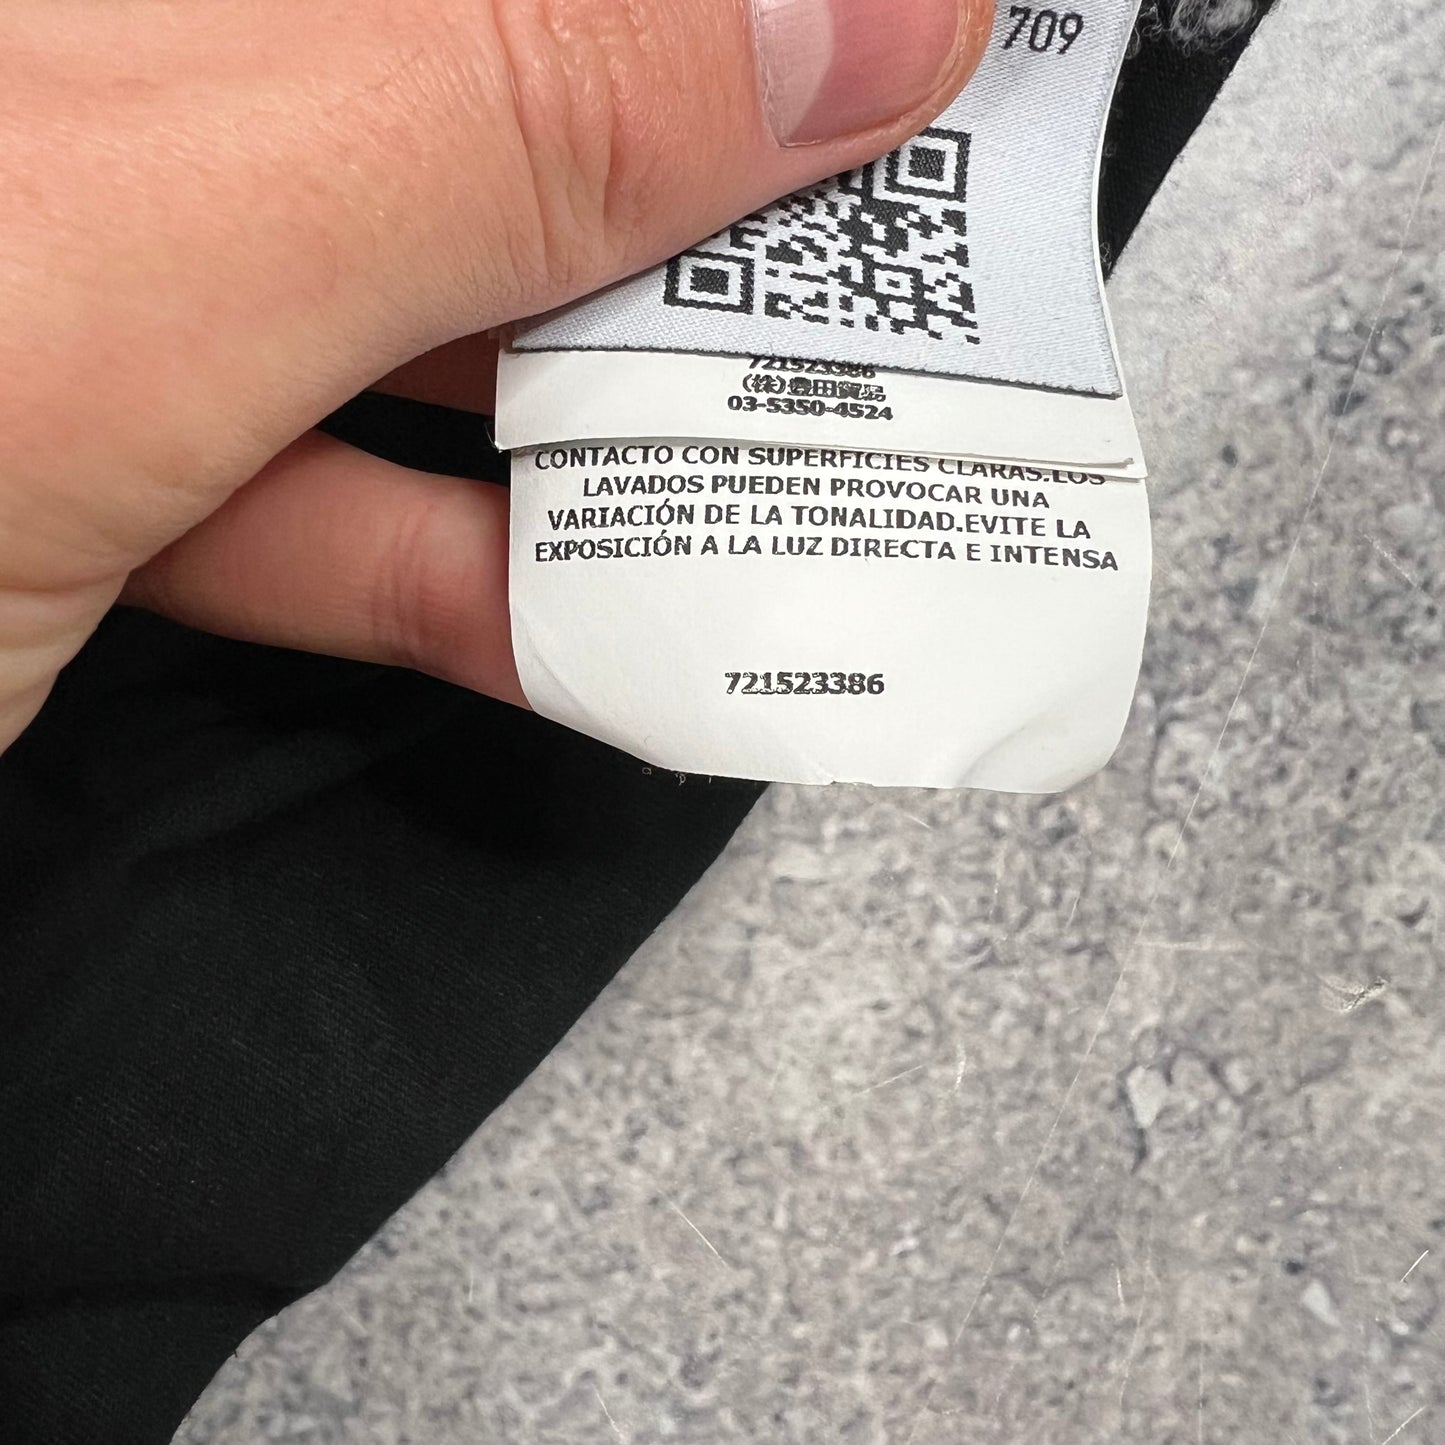 709
721523386
(株)豊田貿易
03-5350-4524
CONTACTO CON SUPERFICIES CLARAS.LOS
LAVADOS PUEDEN PROVOCAR UNA
VARIACIÓN DE LA TONALIDAD.EVITE LA
EXPOSICIÓN A LA LUZ DIRECTA E INTENSA
721523386